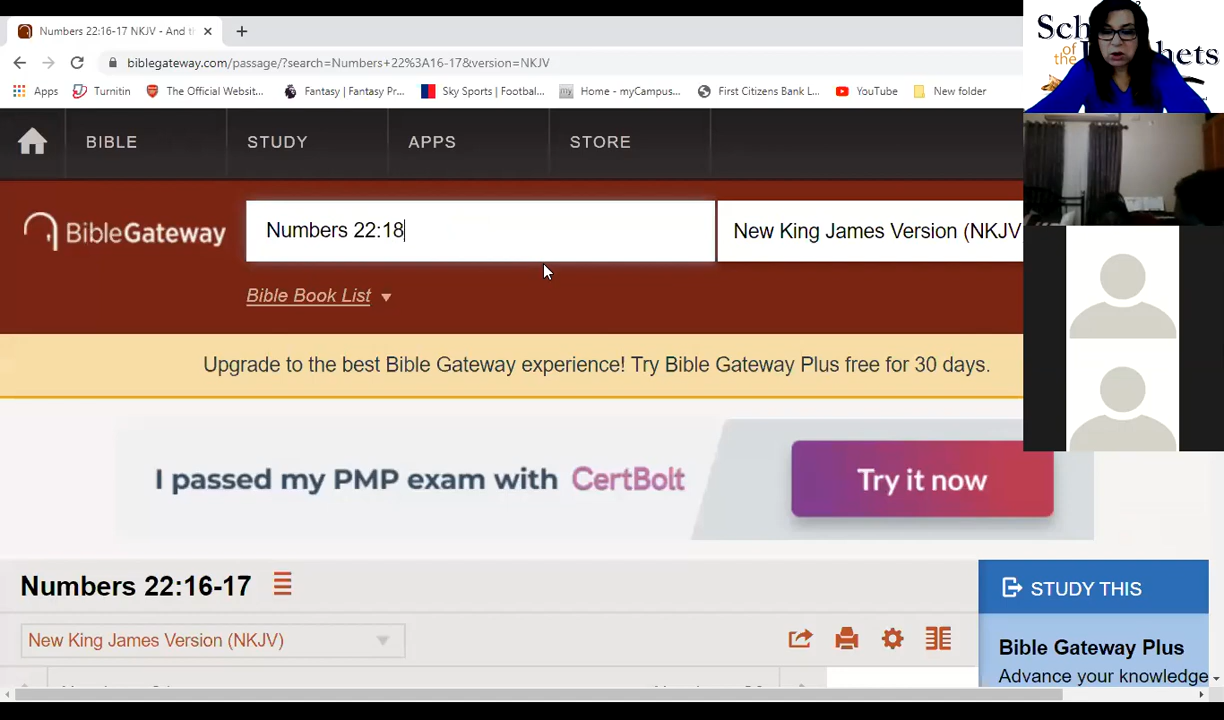 Numbers 22:16-17 NKJV - And th
biblegateway.com/passage/?search=Numbers+22%3A16-17&version=NKJV
Apps Turnitin The Official Website... Fantasy | Fantasy Pr... Sky Sports | Footbal... Home - myCampus... First Citizens Bank L... YouTube New folder
BIBLE STUDY APPS STORE
BibleGateway Numbers 22:18 New King James Version (NKJV
Bible Book List
Upgrade to the best Bible Gateway experience! Try Bible Gateway Plus free for 30 days.
I passed my PMP exam with CertBolt Try it now
Numbers 22:16-17 STUDY THIS
New King James Version (NKJV)
Bible Gateway Plus
Advance your knowledge
of the